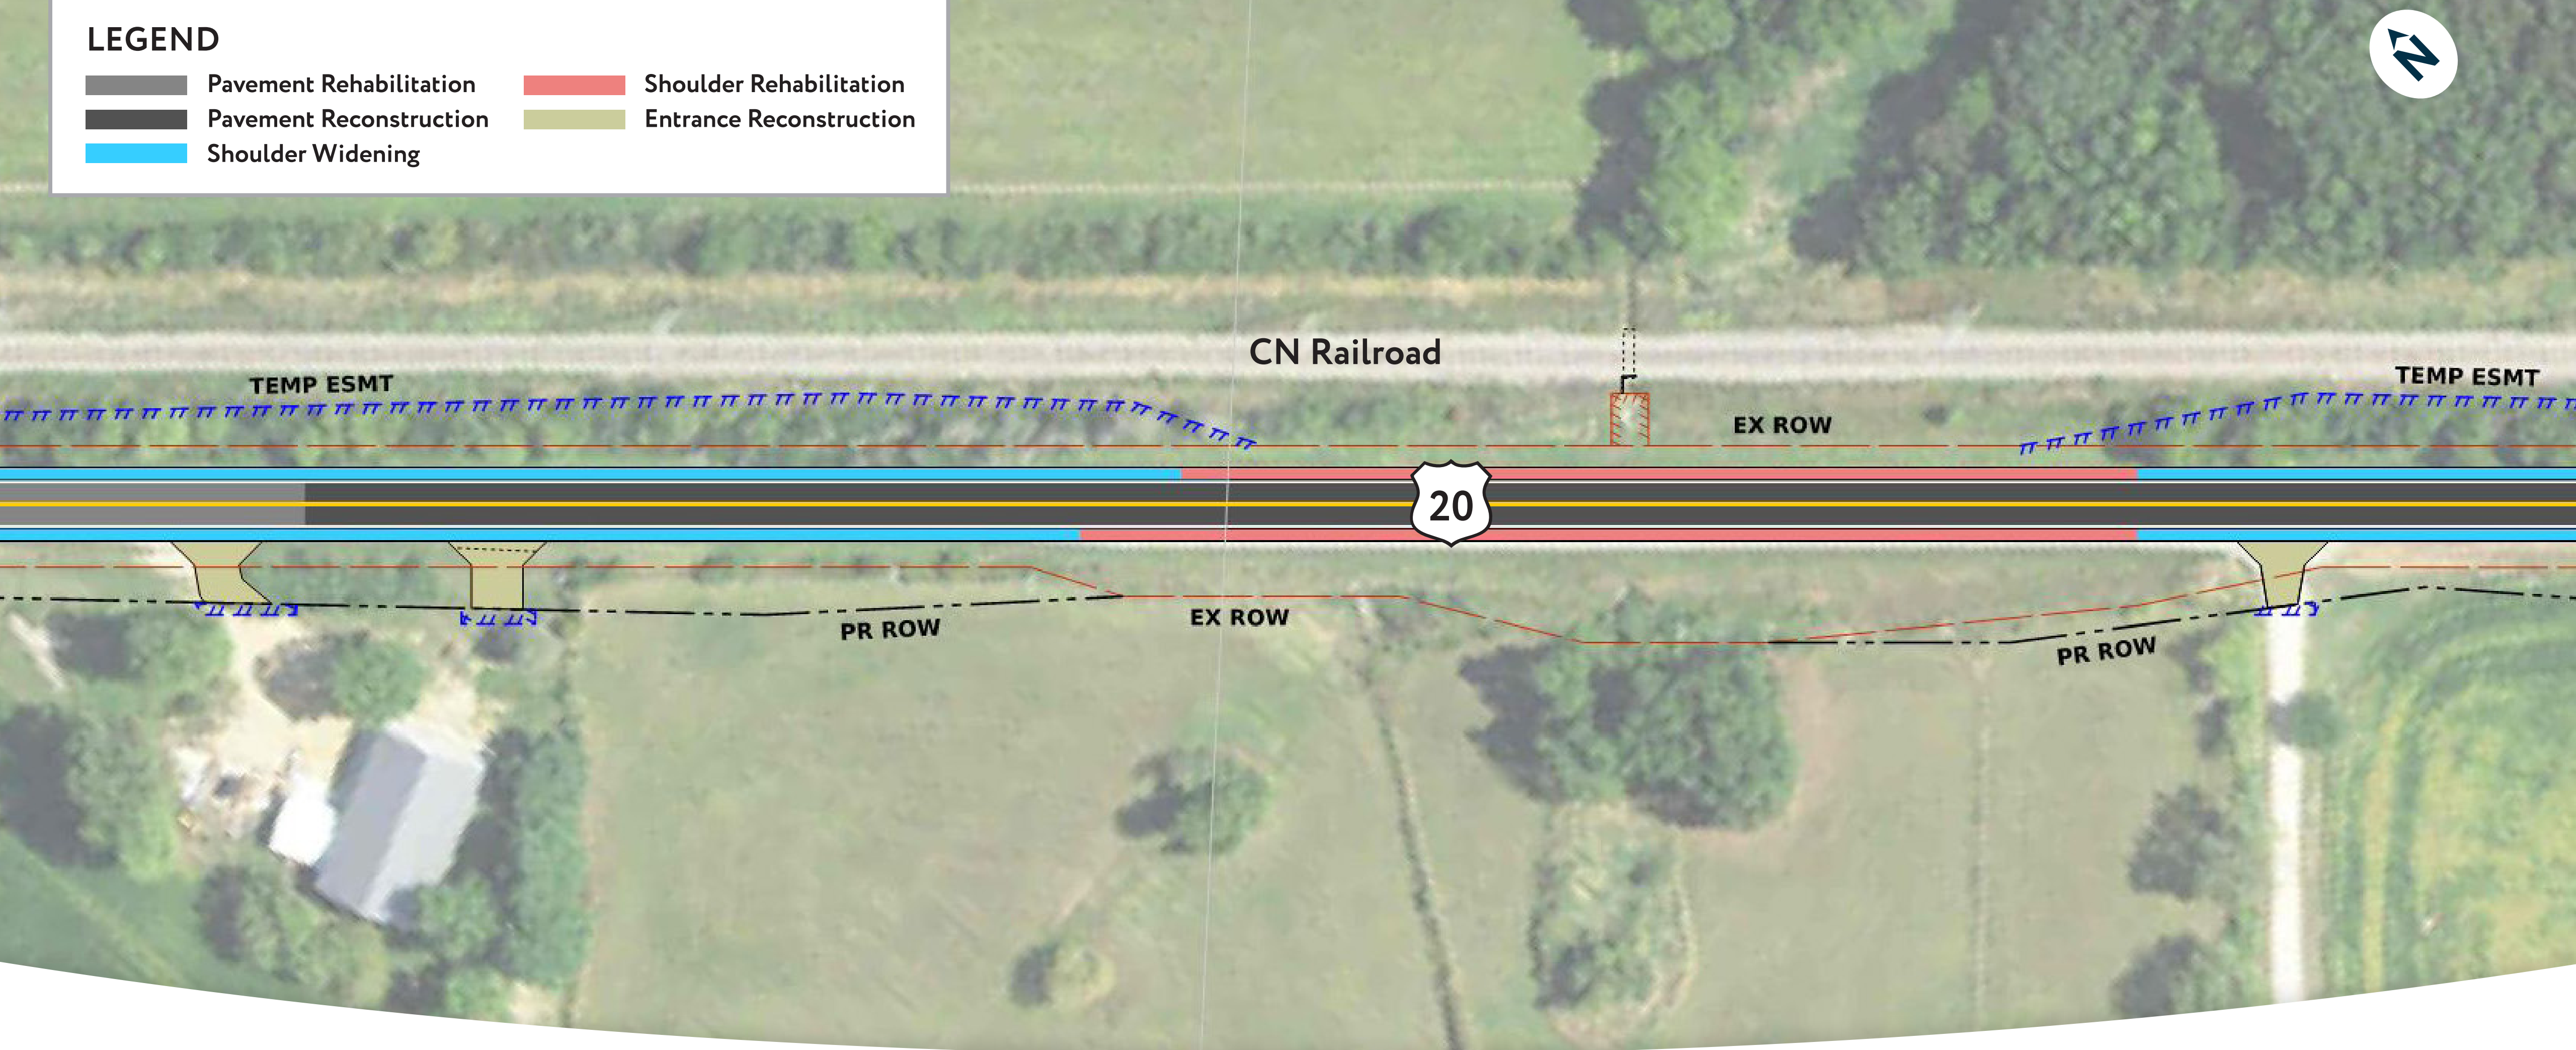 LEGEND
Pavement Rehabilitation
Pavement Reconstruction
Shoulder Widening
Shoulder Rehabilitation
Entrance Reconstruction
N
CN Railroad
TEMP ESMT
TEMP ESMT
EX ROW
20
PR ROW
EX ROW
PR ROW